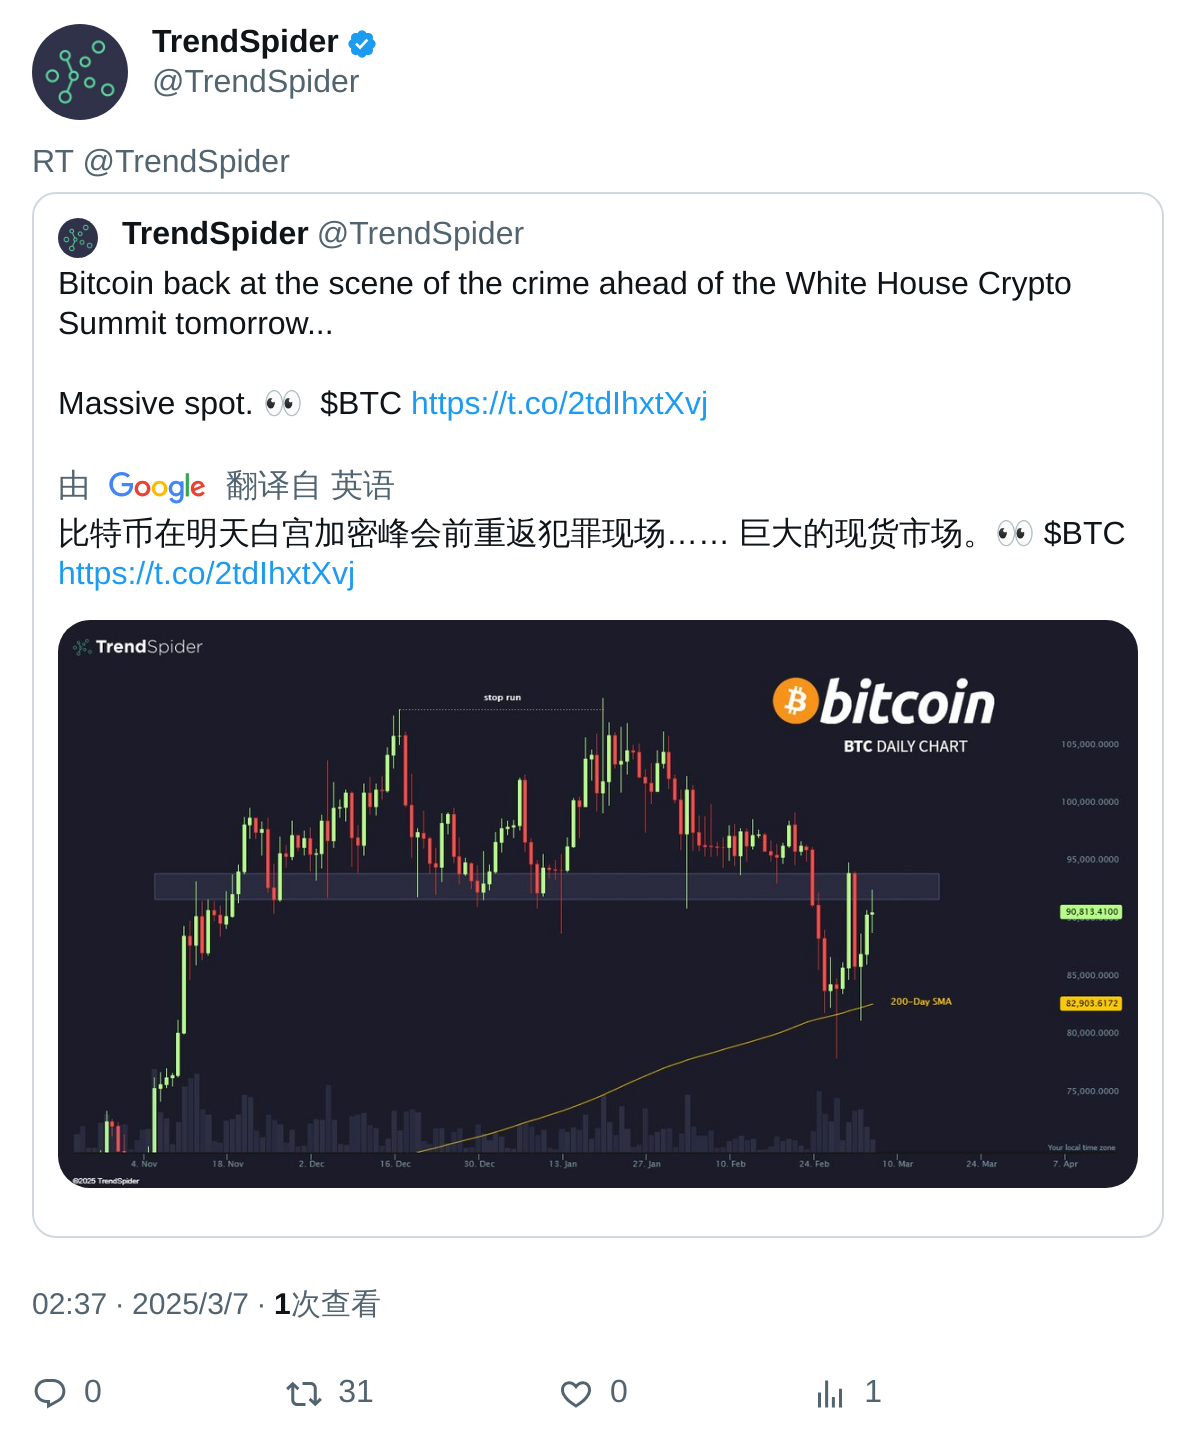 TrendSpider
@TrendSpider
RT @TrendSpider
TrendSpider @TrendSpider
Bitcoin back at the scene of the crime ahead of the White House Crypto
Summit tomorrow...
Massive spot. 👀 $BTC https://t.co/2tdIhxtXvj
由 Google 翻译自 英语
比特币在明天白宫加密峰会前重返犯罪现场…… 巨大的现货市场。👀 $BTC
https://t.co/2tdIhxtXvj
TrendSpider
stop run
bitcoin
BTC DAILY CHART
105,000.0000
100,000.0000
95,000.0000
90,813.4100
85,000.0000
200-Day SMA
82,903.6172
80,000.0000
75,000.0000
Your local time zone
4. Nov 18. Nov 2. Dec 16. Dec 30. Dec 13. Jan 27. Jan 10. Feb 24. Feb 10. Mar 24. Mar 7. Apr
©2025 TrendSpider
02:37 · 2025/3/7 · 1次查看
0 31 0 1